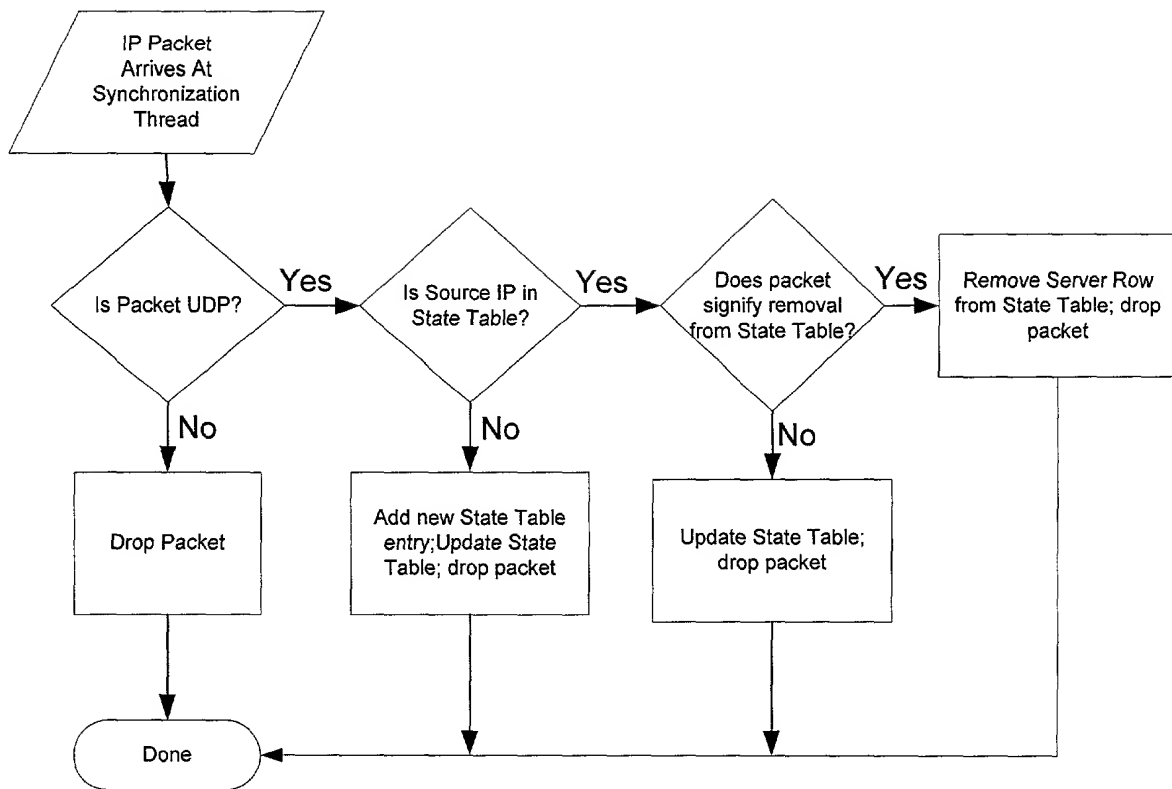 IP Packet
Arrives At
Synchronization
Thread
Is Packet UDP?
Yes
Is Source IP in
State Table?
Yes
Does packet
signify removal
from State Table?
Yes
Remove Server Row
from State Table; drop
packet
No
No
No
Drop Packet
Add new State Table
entry;Update State
Table; drop packet
Update State Table;
drop packet
Done